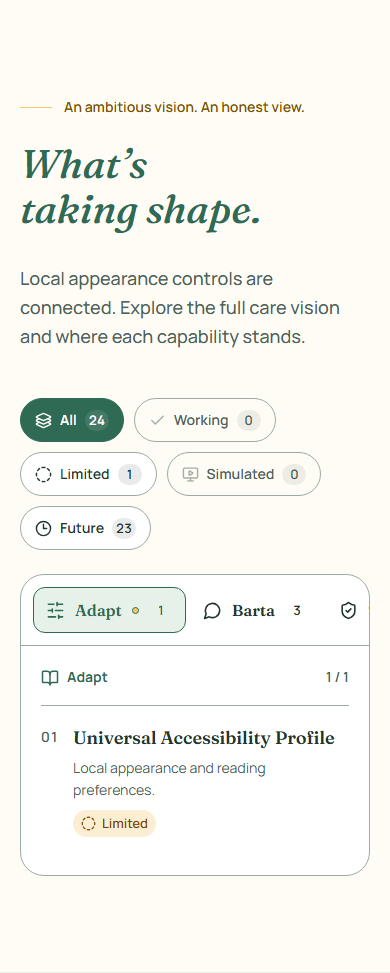 An ambitious vision. An honest view.
What’s
taking shape.
Local appearance controls are
connected. Explore the full care vision
and where each capability stands.
All 24
Working 0
Limited 1
Simulated 0
Future 23
Adapt 1
Barta 3
Adapt
1 / 1
01 Universal Accessibility Profile
Local appearance and reading
preferences.
Limited